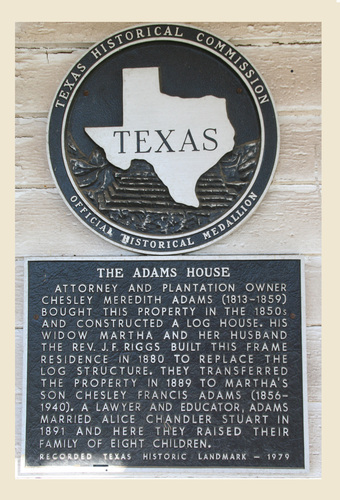 TEXAS HISTORICAL COMMISSION
TEXAS
OFFICIAL HISTORICAL MEDALLION
THE ADAMS HOUSE
ATTORNEY AND PLANTATION OWNER
CHESLEY MEREDITH ADAMS (1813-1859)
BOUGHT THIS PROPERTY IN THE 1850s
AND CONSTRUCTED A LOG HOUSE. HIS
WIDOW MARTHA AND HER HUSBAND
THE REV. J.F. RIGGS BUILT THIS FRAME
RESIDENCE IN 1880 TO REPLACE THE
LOG STRUCTURE. THEY TRANSFERRED
THE PROPERTY IN 1889 TO MARTHA'S
SON CHESLEY FRANCIS ADAMS (1856-
1940). A LAWYER AND EDUCATOR, ADAMS
MARRIED ALICE CHANDLER STUART IN
1891 AND HERE THEY RAISED THEIR
FAMILY OF EIGHT CHILDREN.
RECORDED TEXAS HISTORIC LANDMARK - 1979